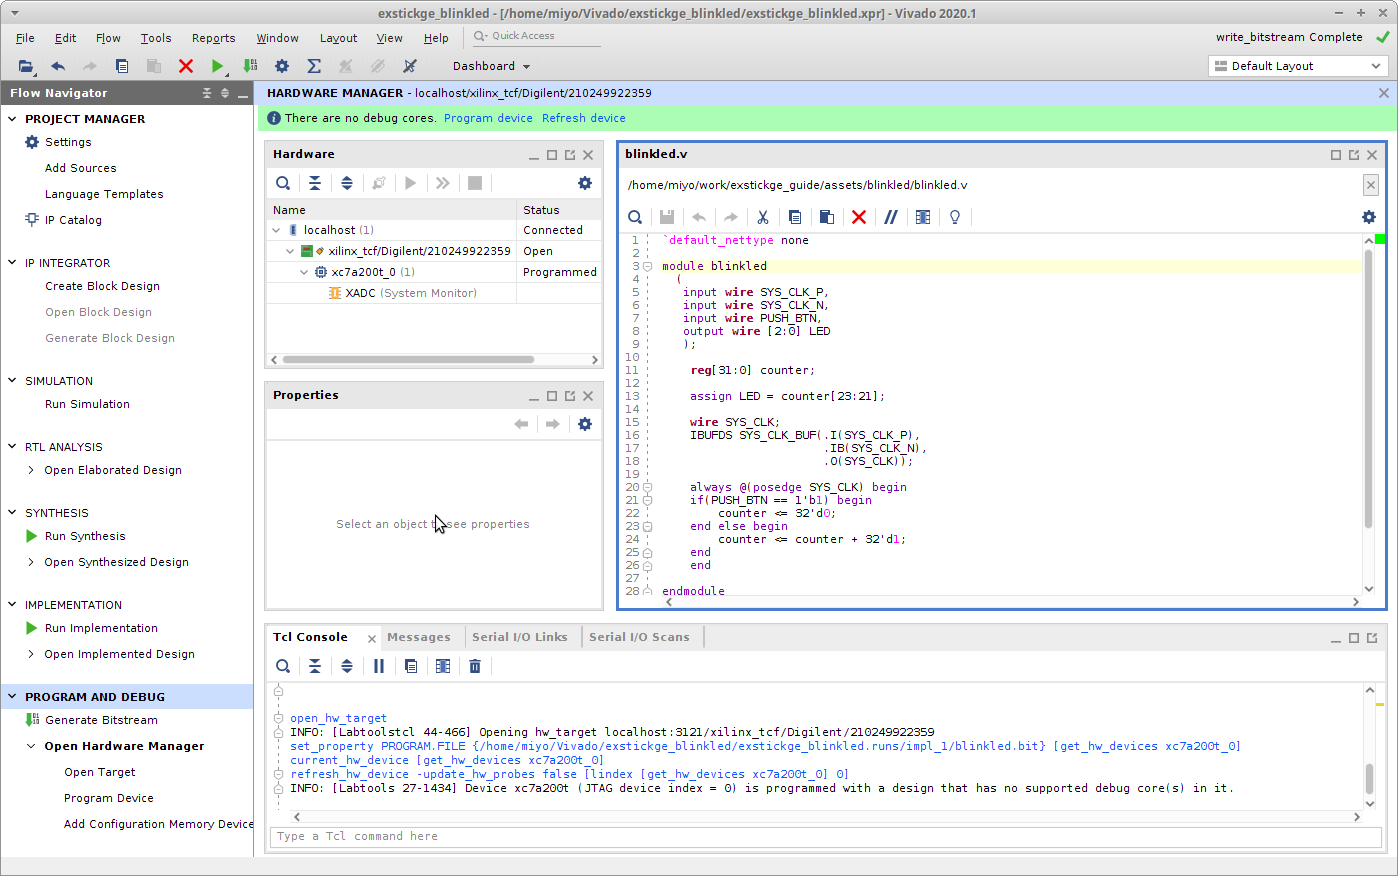 exstickge_blinkled - [/home/miyo/Vivado/exstickge_blinkled/exstickge_blinkled.xpr] - Vivado 2020.1
File Edit Flow Tools Reports Window Layout View Help Quick Access
write_bitstream Complete
Dashboard
Default Layout
Flow Navigator
PROJECT MANAGER
Settings
Add Sources
Language Templates
IP Catalog
IP INTEGRATOR
Create Block Design
Open Block Design
Generate Block Design
SIMULATION
Run Simulation
RTL ANALYSIS
Open Elaborated Design
SYNTHESIS
Run Synthesis
Open Synthesized Design
IMPLEMENTATION
Run Implementation
Open Implemented Design
PROGRAM AND DEBUG
Generate Bitstream
Open Hardware Manager
Open Target
Program Device
Add Configuration Memory Device
HARDWARE MANAGER - localhost/xilinx_tcf/Digilent/210249922359
There are no debug cores. Program device Refresh device
Hardware
Name Status
localhost (1) Connected
xilinx_tcf/Digilent/210249922359 Open
xc7a200t_0 (1) Programmed
XADC (System Monitor)
Properties
Select an object to see properties
blinkled.v
/home/miyo/work/exstickge_guide/assets/blinkled/blinkled.v
1 `default_nettype none
2
3 module blinkled
4 (
5 input wire SYS_CLK_P,
6 input wire SYS_CLK_N,
7 input wire PUSH_BTN,
8 output wire [2:0] LED
9 );
10
11 reg[31:0] counter;
12
13 assign LED = counter[23:21];
14
15 wire SYS_CLK;
16 IBUFDS SYS_CLK_BUF(.I(SYS_CLK_P),
17 .IB(SYS_CLK_N),
18 .O(SYS_CLK));
19
20 always @(posedge SYS_CLK) begin
21 if(PUSH_BTN == 1'b1) begin
22 counter <= 32'd0;
23 end else begin
24 counter <= counter + 32'd1;
25 end
26 end
27
28 endmodule
Tcl Console Messages Serial I/O Links Serial I/O Scans
open_hw_target
INFO: [Labtoolstcl 44-466] Opening hw_target localhost:3121/xilinx_tcf/Digilent/210249922359
set_property PROGRAM.FILE {/home/miyo/Vivado/exstickge_blinkled/exstickge_blinkled.runs/impl_1/blinkled.bit} [get_hw_devices xc7a200t_0]
current_hw_device [get_hw_devices xc7a200t_0]
refresh_hw_device -update_hw_probes false [lindex [get_hw_devices xc7a200t_0] 0]
INFO: [Labtools 27-1434] Device xc7a200t (JTAG device index = 0) is programmed with a design that has no supported debug core(s) in it.
Type a Tcl command here